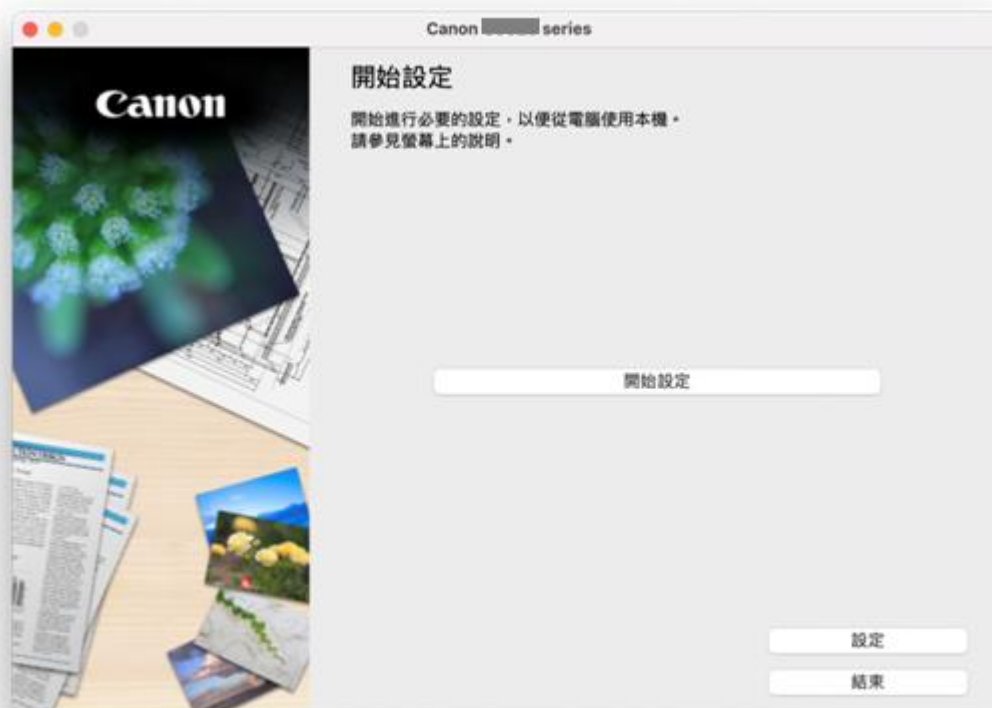 Canon series
Canon
開始設定
開始進行必要的設定，以便從電腦使用本機。
請參見螢幕上的說明。
開始設定
設定
結束